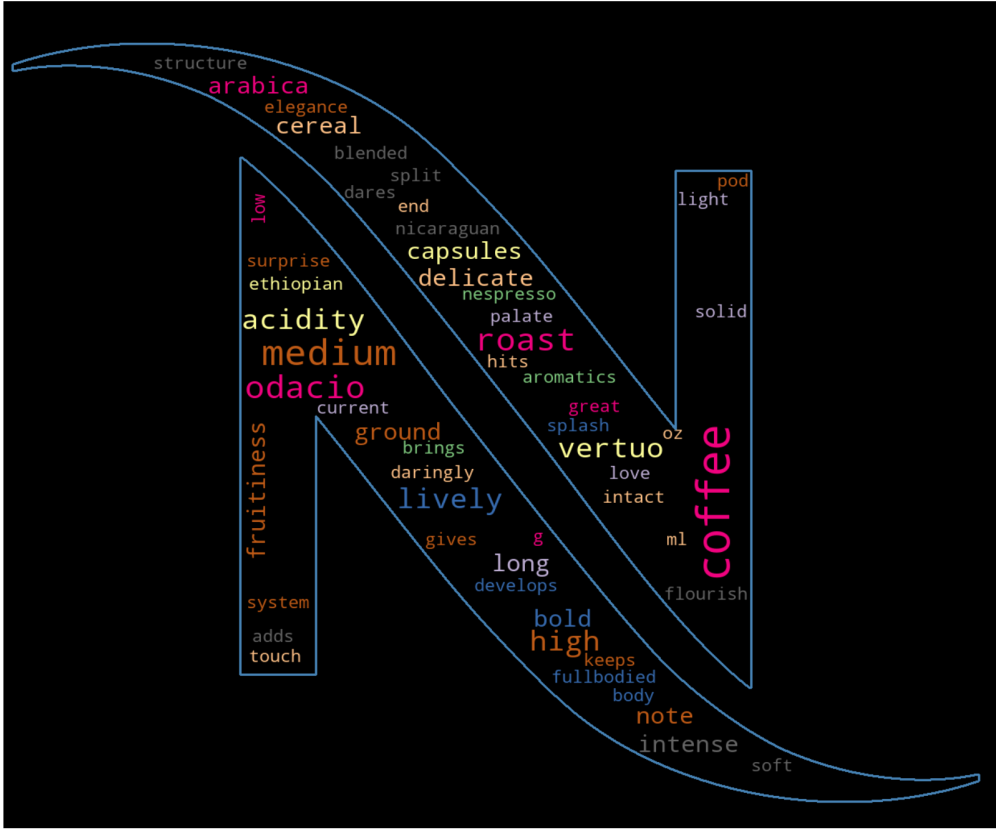 structure
arabica
elegance
cereal
blended
split
dares
end
nicaraguan
capsules
delicate
nespresso
palate
roast
hits
aromatics
great
splash
oz
vertuo
love
intact
ml
flourish
pod
light
solid
coffee
low
surprise
ethiopian
acidity
medium
odacio
current
ground
brings
daringly
lively
fruitiness
gives
g
long
develops
system
adds
touch
bold
high
keeps
fullbodied
body
note
intense
soft